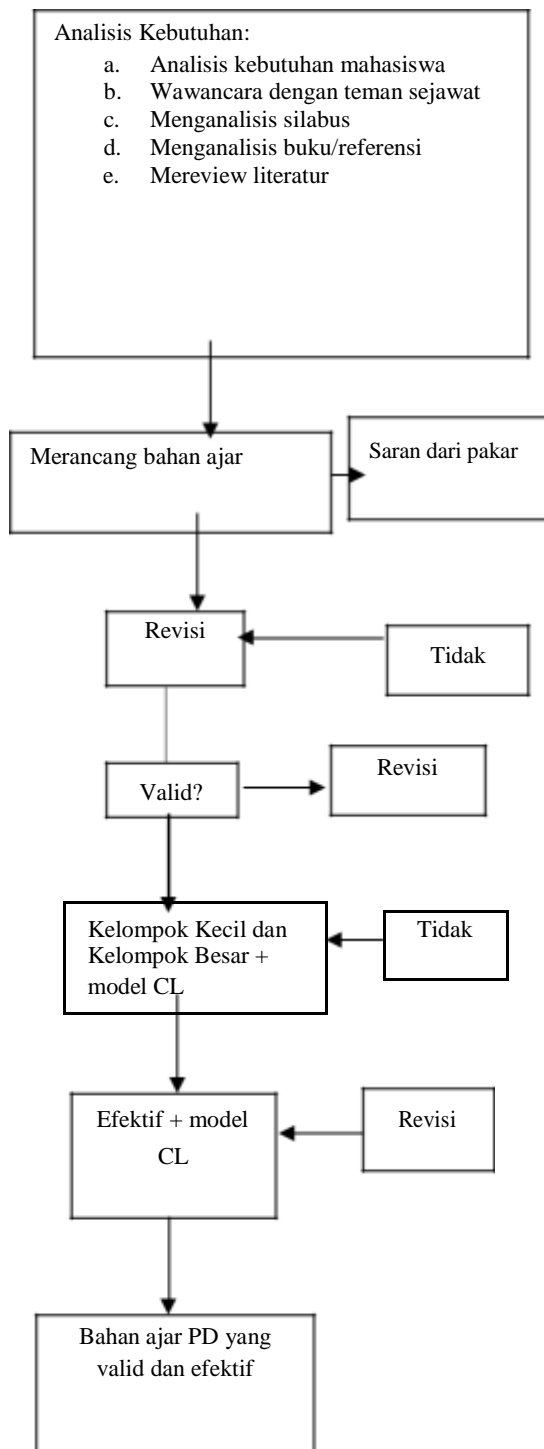 Analisis Kebutuhan:
a. Analisis kebutuhan mahasiswa
b. Wawancara dengan teman sejawat
c. Menganalisis silabus
d. Menganalisis buku/referensi
e. Mereview literatur
Merancang bahan ajar
Saran dari pakar
Revisi
Tidak
Valid?
Revisi
Kelompok Kecil dan
Kelompok Besar +
model CL
Tidak
Efektif + model
CL
Revisi
Bahan ajar PD yang
valid dan efektif